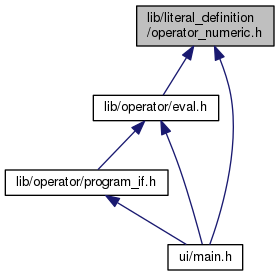 lib/literal_definition
/operator_numeric.h
lib/operator/eval.h
lib/operator/program_if.h
ui/main.h